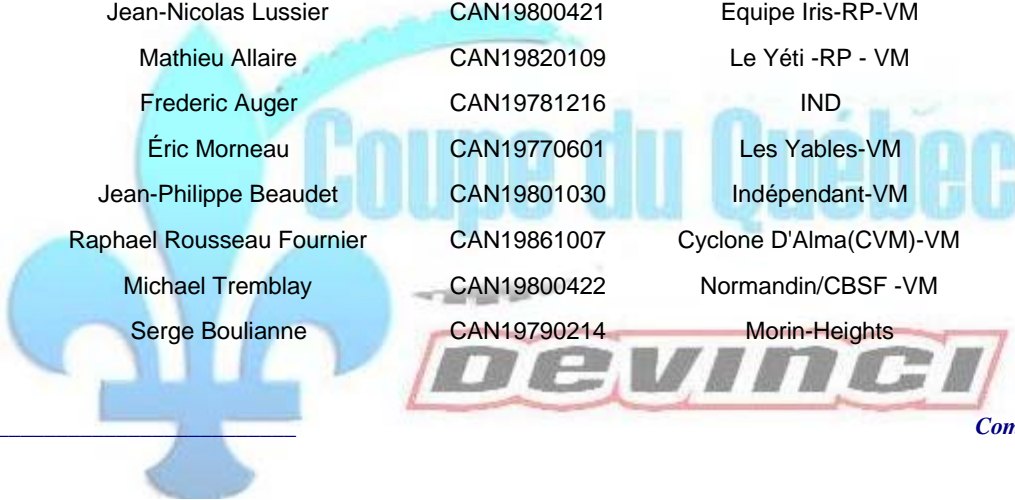 Jean-Nicolas Lussier CAN19800421 Equipe Iris-RP-VM
Mathieu Allaire CAN19820109 Le Yéti -RP - VM
Frederic Auger CAN19781216 IND
Éric Morneau CAN19770601 Les Yables-VM
Coupe du Québec
Jean-Philippe Beaudet CAN19801030 Indépendant-VM
Raphael Rousseau Fournier CAN19861007 Cyclone D'Alma(CVM)-VM
Michael Tremblay CAN19800422 Normandin/CBSF -VM
Serge Boulianne CAN19790214 Morin-Heights
DEVINCI
Com